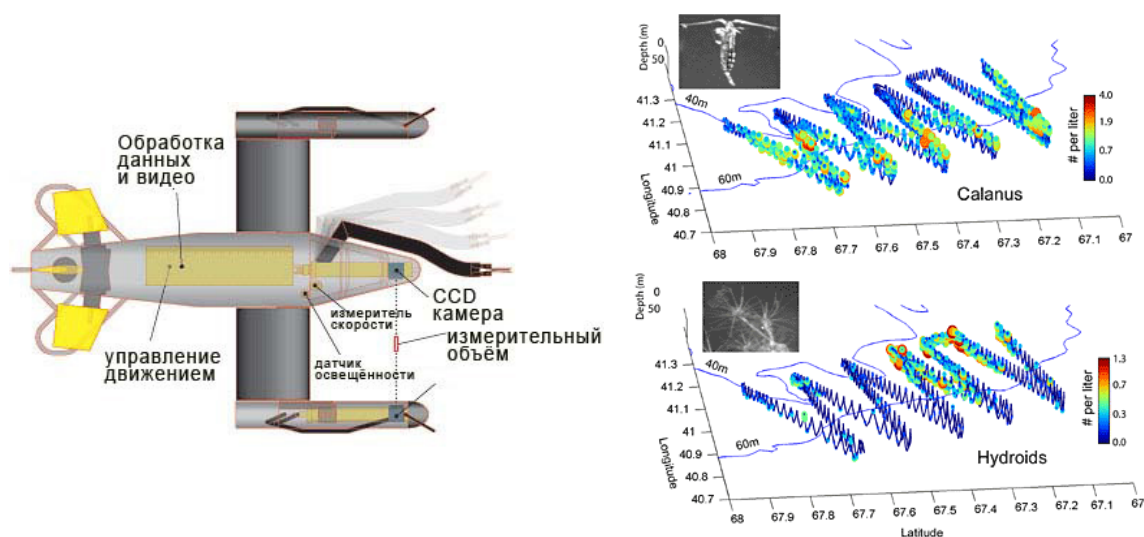 Обработка
данных
и видео
управление
движением
измеритель
скорости
датчик
освещённости
CCD
камера
измерительный
объём
Depth (m)
0
50
40m
60m
41.3
41.2
41.1
41
40.9
40.8
40.7
Longitude
68
67.9
67.8
67.7
67.6
67.5
67.4
67.3
67.2
67.1
67
Calanus
# per liter
4.0
1.9
0.7
0.0
Depth (m)
0
50
40m
60m
41.3
41.2
41.1
41
40.9
40.8
40.7
Longitude
68
67.9
67.8
67.7
67.6
67.5
67.4
67.3
67.2
67.1
67
Latitude
Hydroids
# per liter
1.3
0.7
0.3
0.0